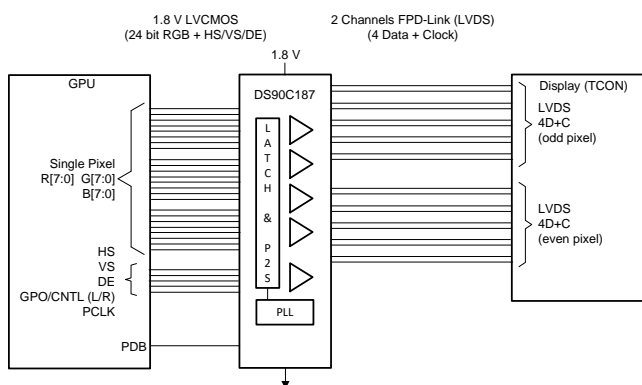 1.8 V LVCMOS
(24 bit RGB + HS/VS/DE)
2 Channels FPD-Link (LVDS)
(4 Data + Clock)
1.8 V
GPU
DS90C187
Display (TCON)
Single Pixel
R[7:0] G[7:0]
B[7:0]
HS
VS
DE
GPO/CNTL (L/R)
PCLK
PDB
LATCH & P2S
PLL
LVDS
4D+C
(odd pixel)
LVDS
4D+C
(even pixel)